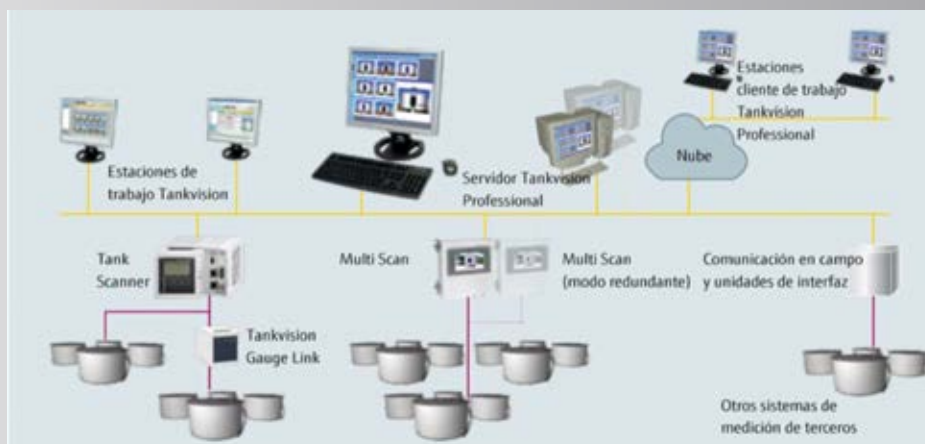 Estaciones
cliente de trabajo
Tankvision
Professional
Nube
Estaciones de
trabajo Tankvision
Servidor Tankvision
Professional
Tank
Scanner
Multi Scan
Multi Scan
(modo redundante)
Comunicación en campo
y unidades de interfaz
Tankvision
Gauge Link
Otros sistemas de
medición de terceros